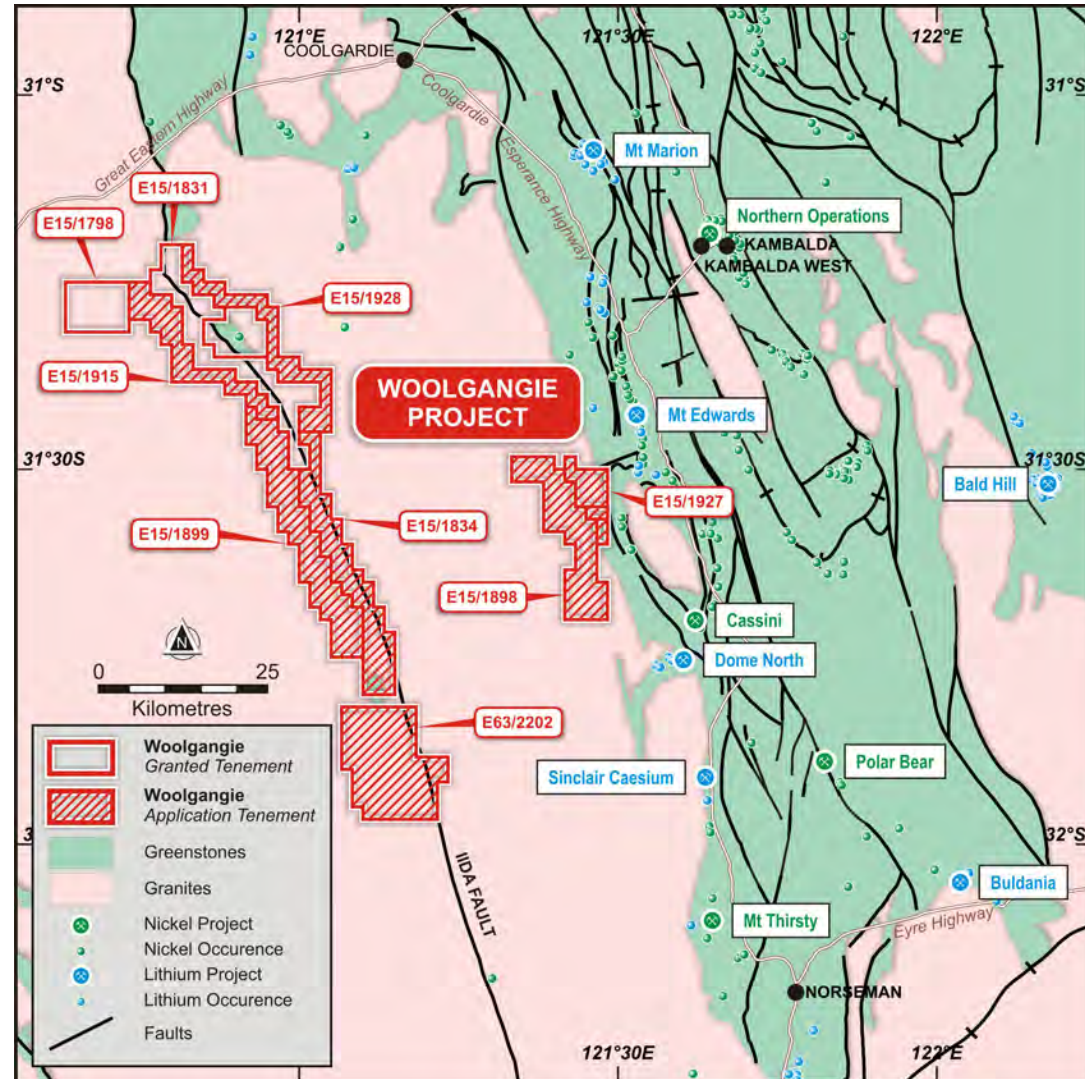 121°E
121°30E
122°E
COOLGARDIE
31°S
31°S
Great Eastern Highway
Coolgardie
Esperance Highway
Mt Marion
E15/1831
E15/1798
Northern Operations
KAMBALDA
KAMBALDA WEST
E15/1928
E15/1915
WOOLGANGIE
PROJECT
Mt Edwards
31°30S
31°30S
Bald Hill
E15/1927
E15/1834
E15/1899
E15/1898
Cassini
Dome North
N
0 25
Kilometres
E63/2202
Polar Bear
Sinclair Caesium
Woolgangie
Granted Tenement
Woolgangie
Application Tenement
Greenstones
Granites
Nickel Project
Nickel Occurence
Lithium Project
Lithium Occurence
Faults
32°S
IIDA FAULT
Buldania
Mt Thirsty
Eyre Highway
NORSEMAN
121°30E
122°E